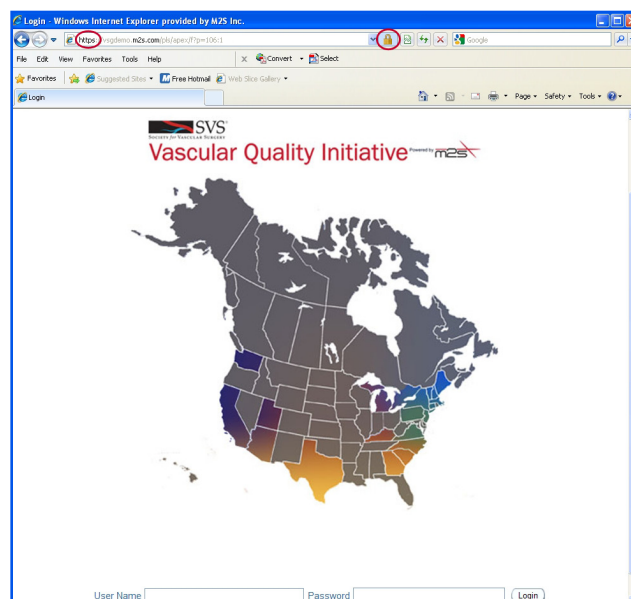 Login - Windows Internet Explorer provided by M2S Inc.
https://vsgdemo.m2s.com/pls/apex/f?p=106:1
Google
File Edit View Favorites Tools Help x Convert Select
Favorites Suggested Sites Free Hotmail Web Slice Gallery
Login Page Safety Tools
SVS
SOCIETY for VASCULAR SURGERY
Vascular Quality Initiative Powered by m2s
User Name Password Login